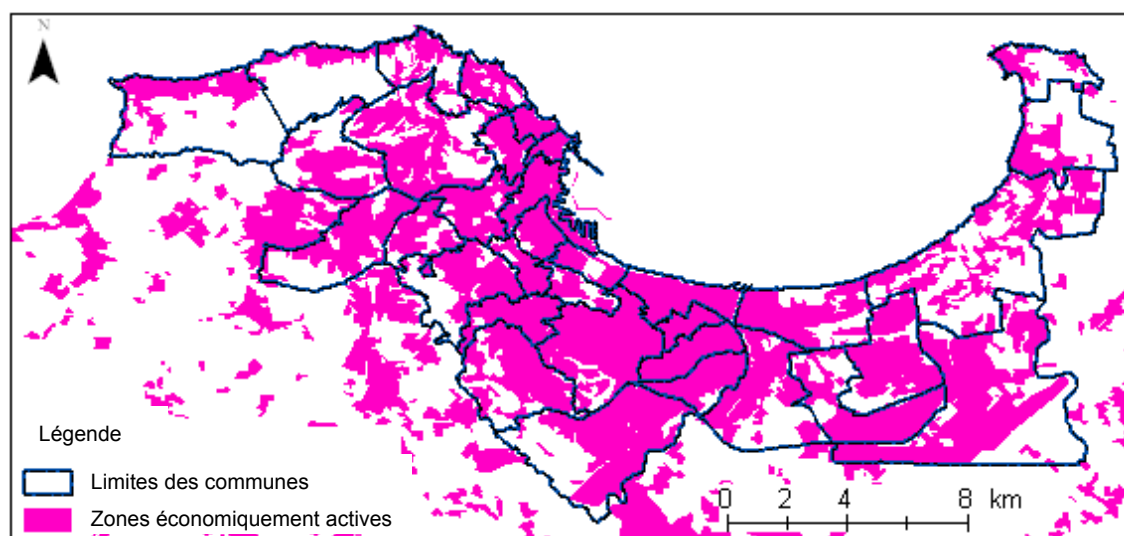 N
Légende
Limites des communes
Zones économiquement actives
0 2 4 8 km